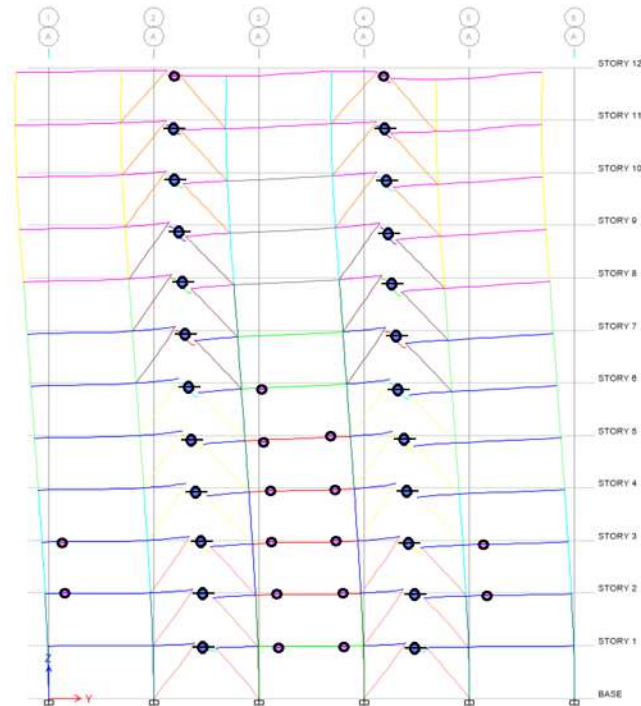 1 2 3 4 5 6
A A A A A A
STORY 12
STORY 11
STORY 10
STORY 9
STORY 8
STORY 7
STORY 6
STORY 5
STORY 4
STORY 3
STORY 2
STORY 1
Z
Y
BASE